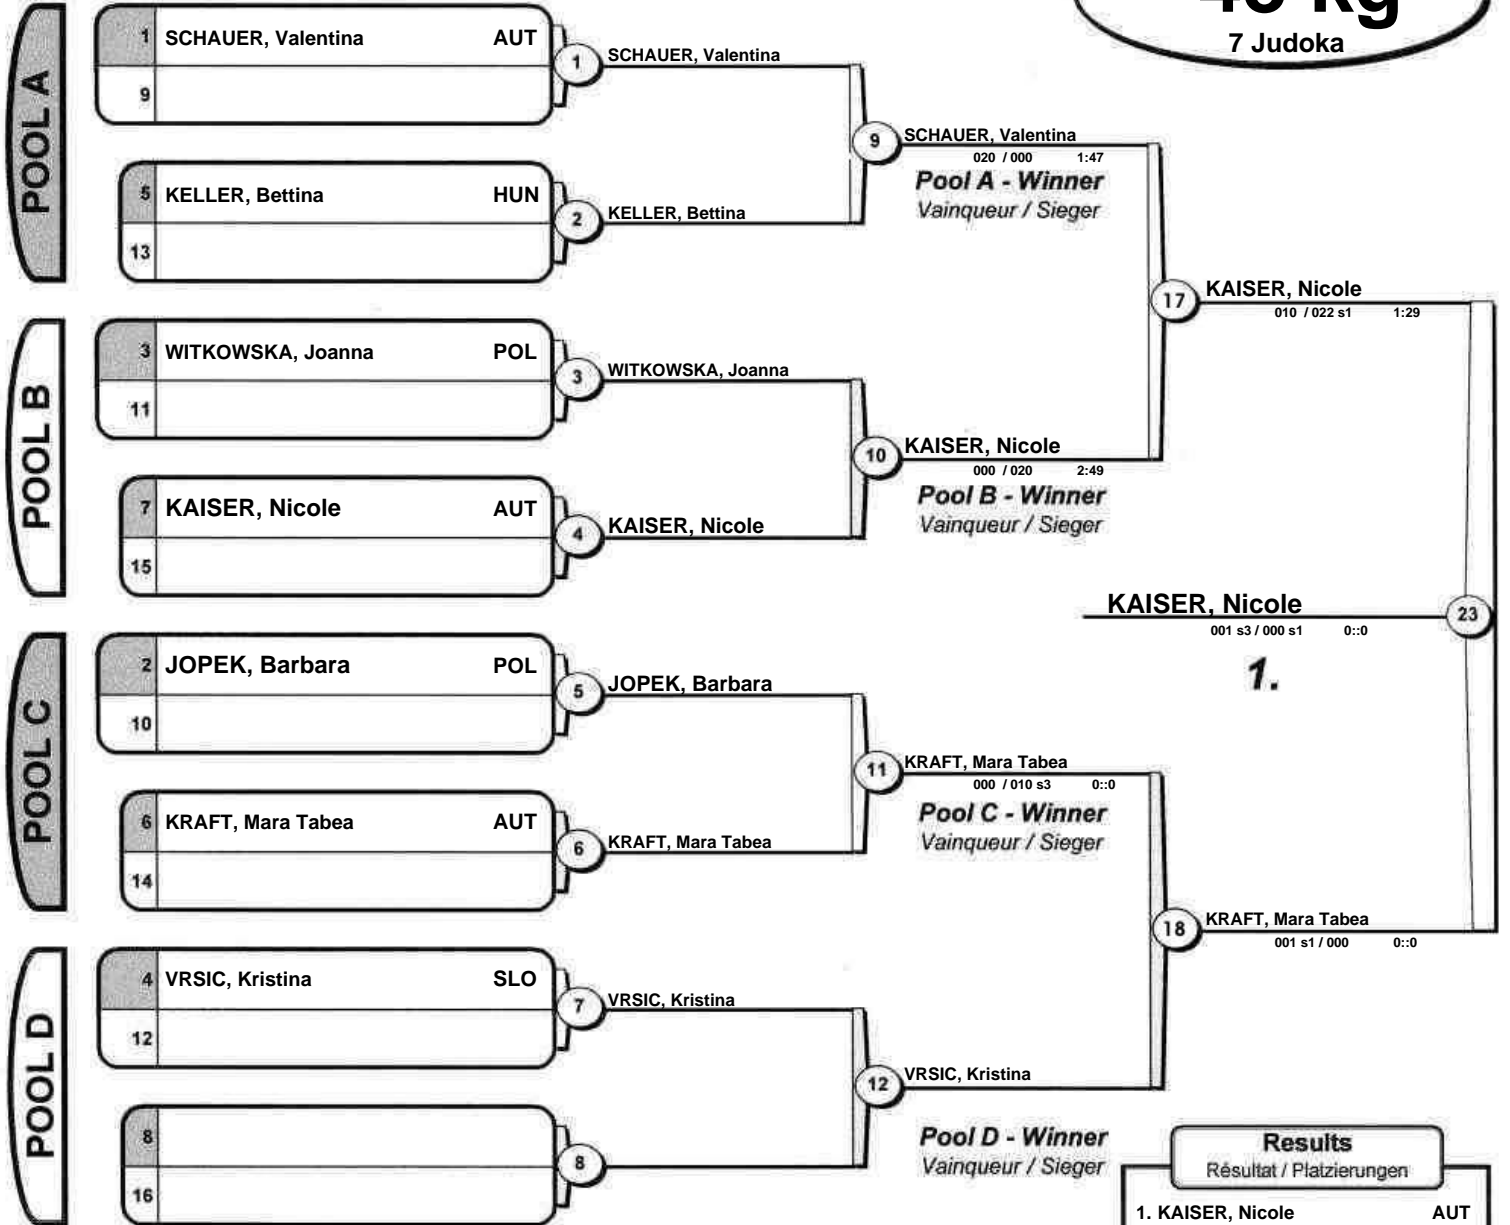 7 Judoka
POOL A
1 SCHAUER, Valentina AUT
9
1 SCHAUER, Valentina
5 KELLER, Bettina HUN
13
2 KELLER, Bettina
9 SCHAUER, Valentina
020 / 000 1:47
Pool A - Winner
Vainqueur / Sieger
POOL B
3 WITKOWSKA, Joanna POL
11
3 WITKOWSKA, Joanna
7 KAISER, Nicole AUT
15
4 KAISER, Nicole
10 KAISER, Nicole
000 / 020 2:49
Pool B - Winner
Vainqueur / Sieger
17 KAISER, Nicole
010 / 022 s1 1:29
KAISER, Nicole 23
001 s3 / 000 s1 0::0
1.
POOL C
2 JOPEK, Barbara POL
10
5 JOPEK, Barbara
6 KRAFT, Mara Tabea AUT
14
6 KRAFT, Mara Tabea
11 KRAFT, Mara Tabea
000 / 010 s3 0::0
Pool C - Winner
Vainqueur / Sieger
18 KRAFT, Mara Tabea
001 s1 / 000 0::0
POOL D
4 VRSIC, Kristina SLO
12
7 VRSIC, Kristina
8
16
8
12 VRSIC, Kristina
Pool D - Winner
Vainqueur / Sieger
Results
Résultat / Platzierungen
1. KAISER, Nicole AUT